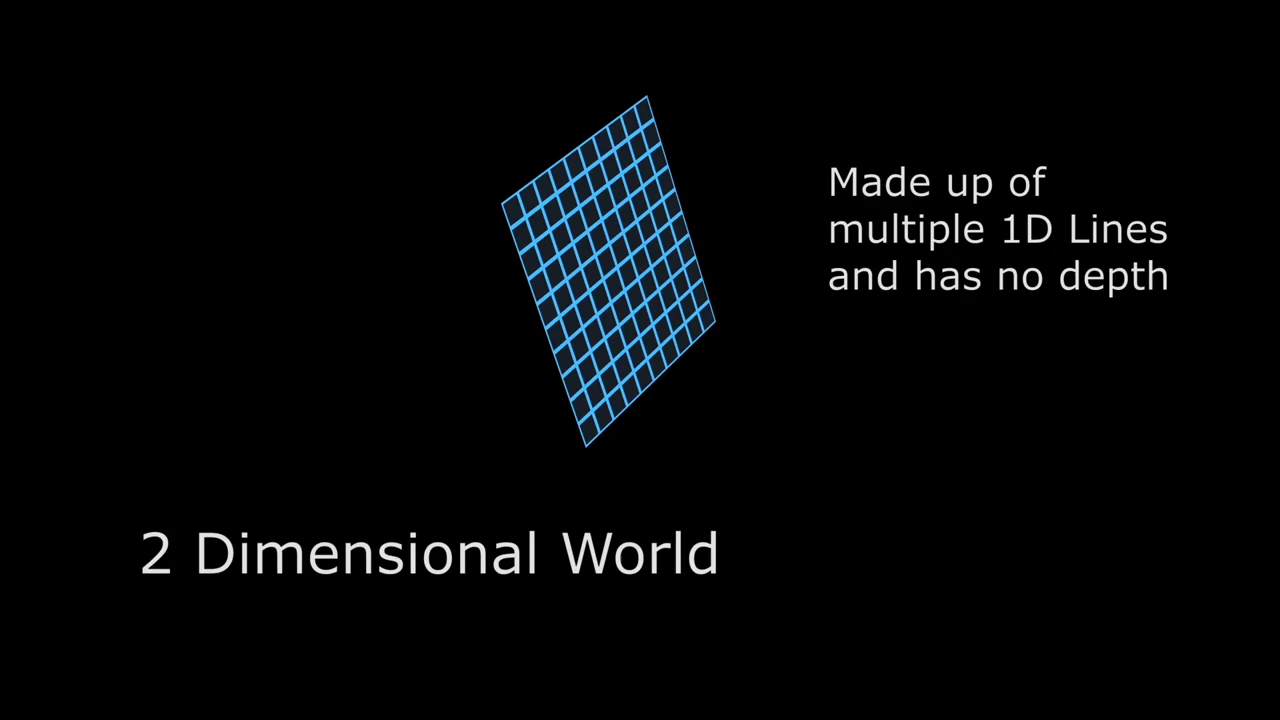 Made up of
multiple 1D Lines
and has no depth
2 Dimensional World